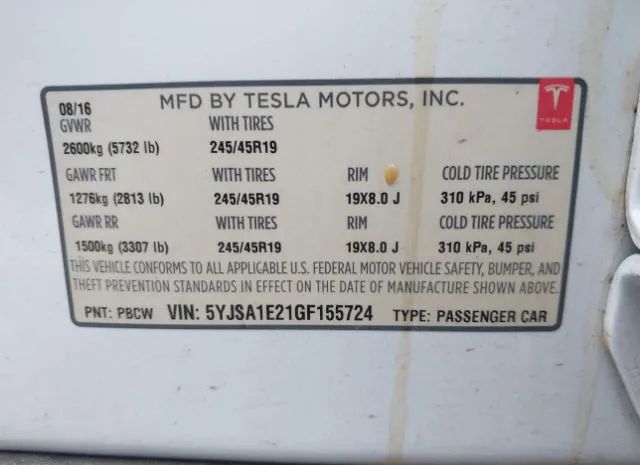 08/16 MFD BY TESLA MOTORS, INC.
TESLA
GVWR WITH TIRES
2600kg (5732 lb) 245/45R19
GAWR FRT WITH TIRES RIM COLD TIRE PRESSURE
1276kg (2813 lb) 245/45R19 19X8.0 J 310 kPa, 45 psi
GAWR RR WITH TIRES RIM COLD TIRE PRESSURE
1500kg (3307 lb) 245/45R19 19X8.0 J 310 kPa, 45 psi
THIS VEHICLE CONFORMS TO ALL APPLICABLE U.S. FEDERAL MOTOR VEHICLE SAFETY, BUMPER, AND
THEFT PREVENTION STANDARDS IN EFFECT ON THE DATE OF MANUFACTURE SHOWN ABOVE.
PNT: PBCW VIN: 5YJSA1E21GF155724 TYPE: PASSENGER CAR